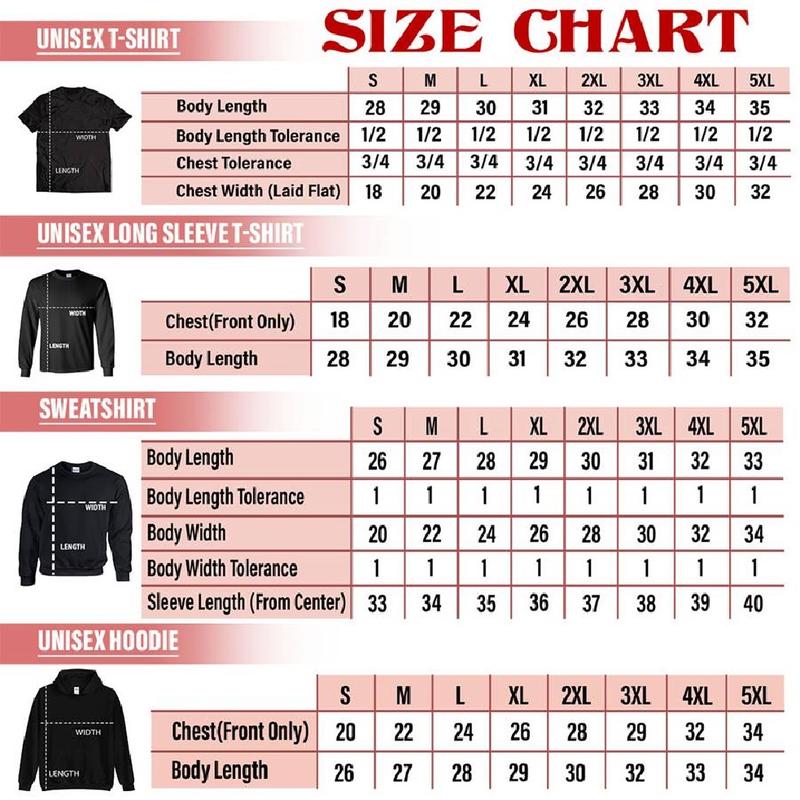 SIZE CHART
UNISEX T-SHIRT
S M L XL 2XL 3XL 4XL 5XL
Body Length 28 29 30 31 32 33 34 35
Body Length Tolerance 1/2 1/2 1/2 1/2 1/2 1/2 1/2 1/2
Chest Tolerance 3/4 3/4 3/4 3/4 3/4 3/4 3/4 3/4
Chest Width (Laid Flat) 18 20 22 24 26 28 30 32
WIDTH
LENGTH
UNISEX LONG SLEEVE T-SHIRT
S M L XL 2XL 3XL 4XL 5XL
Chest(Front Only) 18 20 22 24 26 28 30 32
Body Length 28 29 30 31 32 33 34 35
WIDTH
LENGTH
SWEATSHIRT
S M L XL 2XL 3XL 4XL 5XL
Body Length 26 27 28 29 30 31 32 33
Body Length Tolerance 1 1 1 1 1 1 1 1
Body Width 20 22 24 26 28 30 32 34
Body Width Tolerance 1 1 1 1 1 1 1 1
Sleeve Length (From Center) 33 34 35 36 37 38 39 40
WIDTH
LENGTH
UNISEX HOODIE
S M L XL 2XL 3XL 4XL 5XL
Chest(Front Only) 20 22 24 26 28 29 32 34
Body Length 26 27 28 29 30 32 33 34
WIDTH
LENGTH